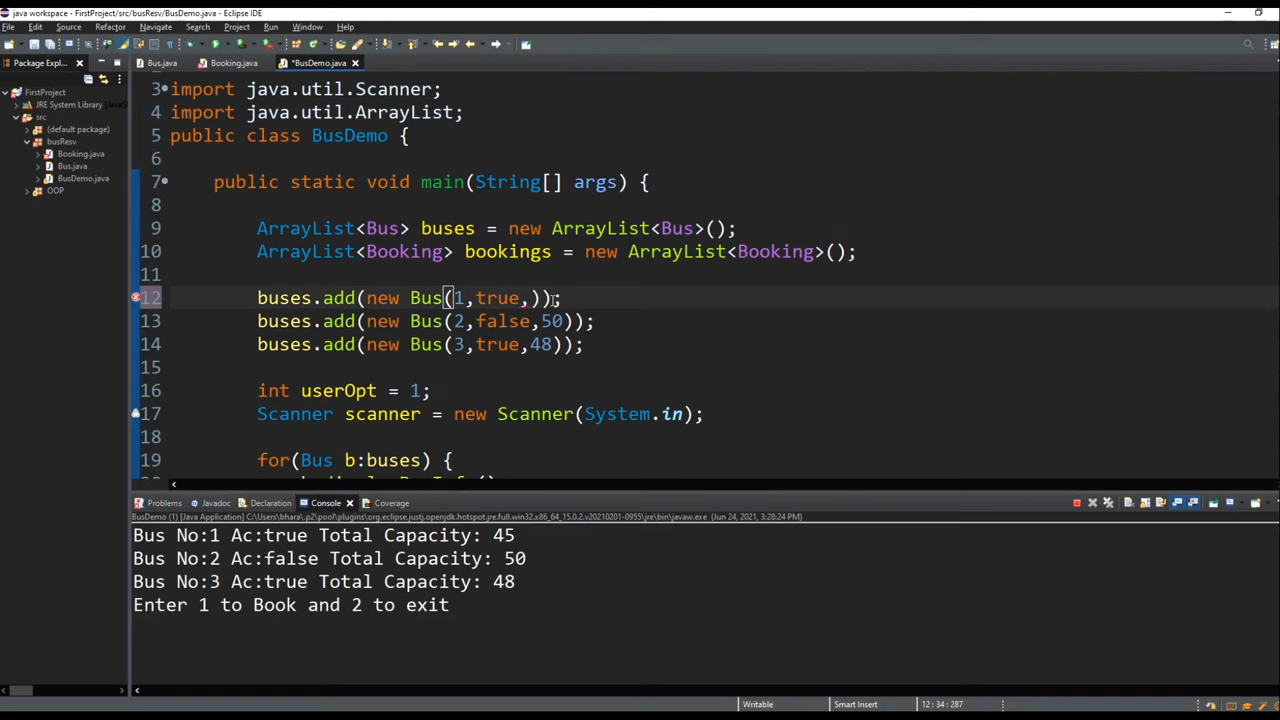 java workspace - FirstProject/src/busResv/BusDemo.java - Eclipse IDE
File Edit Source Refactor Navigate Search Project Run Window Help
Package Expl...
Bus.java
Booking.java
*BusDemo.java
FirstProject
JRE System Library
src
(default package)
busResv
Booking.java
Bus.java
BusDemo.java
OOP
3 import java.util.Scanner;
4 import java.util.ArrayList;
5 public class BusDemo {
6
7 public static void main(String[] args) {
8
9 ArrayList<Bus> buses = new ArrayList<Bus>();
10 ArrayList<Booking> bookings = new ArrayList<Booking>();
11
12 buses.add(new Bus(1,true,));
13 buses.add(new Bus(2,false,50));
14 buses.add(new Bus(3,true,48));
15
16 int userOpt = 1;
17 Scanner scanner = new Scanner(System.in);
18
19 for(Bus b:buses) {
Problems Javadoc Declaration Console Coverage
BusDemo (1) [Java Application] C:\Users\bhara\.p2\pool\plugins\org.eclipse.justj.openjdk.hotspot.jre.full.win32.x86_64_15.0.2.v20210201-0955\jre\bin\javaw.exe (Jun 24, 2021, 3:28:24 PM)
Bus No:1 Ac:true Total Capacity: 45
Bus No:2 Ac:false Total Capacity: 50
Bus No:3 Ac:true Total Capacity: 48
Enter 1 to Book and 2 to exit
Writable Smart Insert 12 : 34 : 287